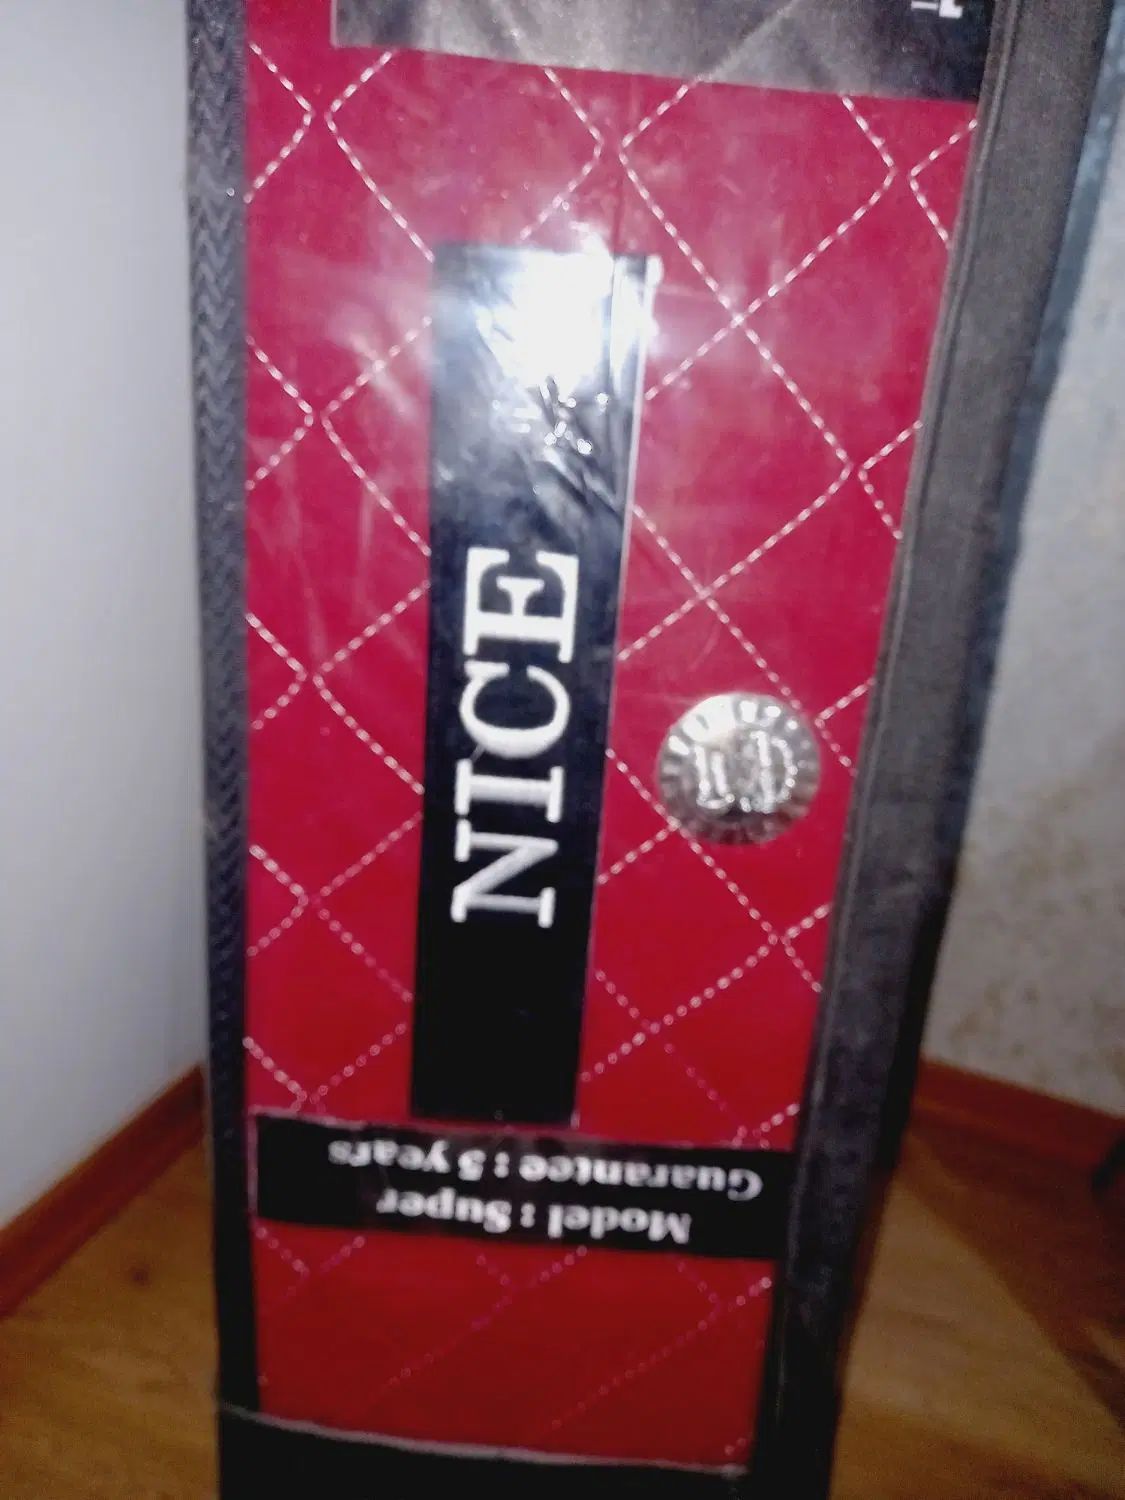 NICE
Model : Super
Guarantee : 5 years